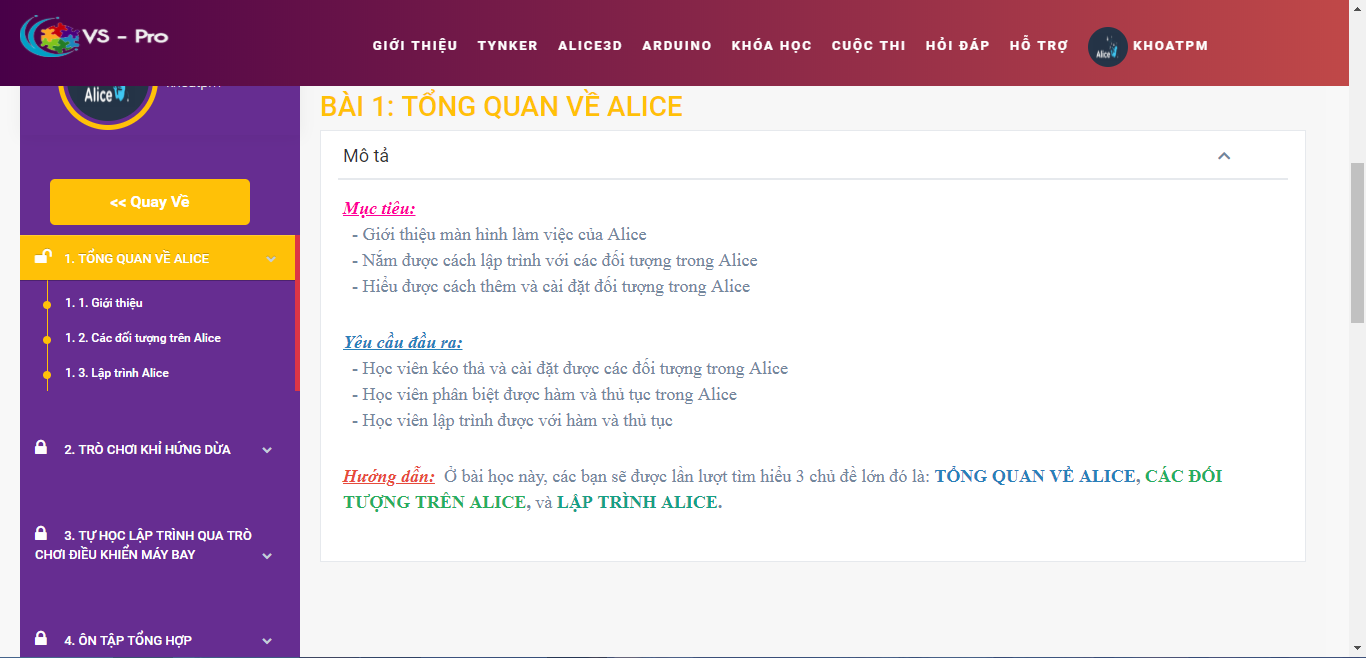 VS - Pro
GIỚI THIỆU TYNKER ALICE3D ARDUINO KHÓA HỌC CUỘC THI HỎI ĐÁP HỖ TRỢ Alice KHOATPM
Alice
<< Quay Về
1. TỔNG QUAN VỀ ALICE
1. 1. Giới thiệu
1. 2. Các đối tượng trên Alice
1. 3. Lập trình Alice
2. TRÒ CHƠI KHỈ HỨNG DỪA
3. TỰ HỌC LẬP TRÌNH QUA TRÒ
CHƠI ĐIỀU KHIỂN MÁY BAY
4. ÔN TẬP TỔNG HỢP
BÀI 1: TỔNG QUAN VỀ ALICE
Mô tả
Mục tiêu:
- Giới thiệu màn hình làm việc của Alice
- Nắm được cách lập trình với các đối tượng trong Alice
- Hiểu được cách thêm và cài đặt đối tượng trong Alice
Yêu cầu đầu ra:
- Học viên kéo thả và cài đặt được các đối tượng trong Alice
- Học viên phân biệt được hàm và thủ tục trong Alice
- Học viên lập trình được với hàm và thủ tục
Hướng dẫn: Ở bài học này, các bạn sẽ được lần lượt tìm hiểu 3 chủ đề lớn đó là: TỔNG QUAN VỀ ALICE, CÁC ĐỐI
TƯỢNG TRÊN ALICE, và LẬP TRÌNH ALICE.